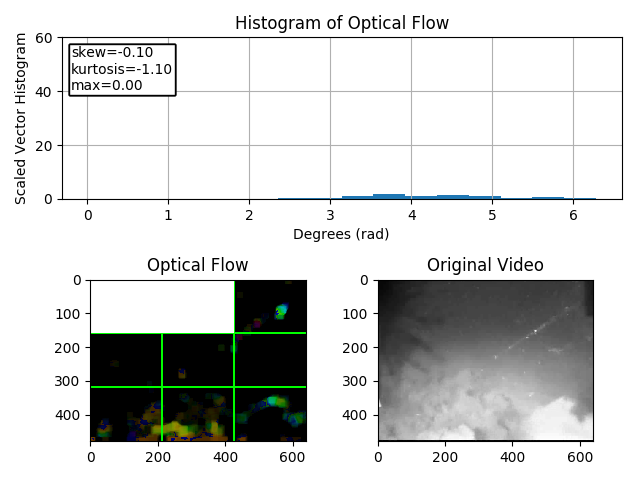 Histogram of Optical Flow
Scaled Vector Histogram
60
40
20
0
skew=-0.10
kurtosis=-1.10
max=0.00
0 1 2 3 4 5 6
Degrees (rad)
Optical Flow
0
100
200
300
400
0 200 400 600
Original Video
0
100
200
300
400
0 200 400 600